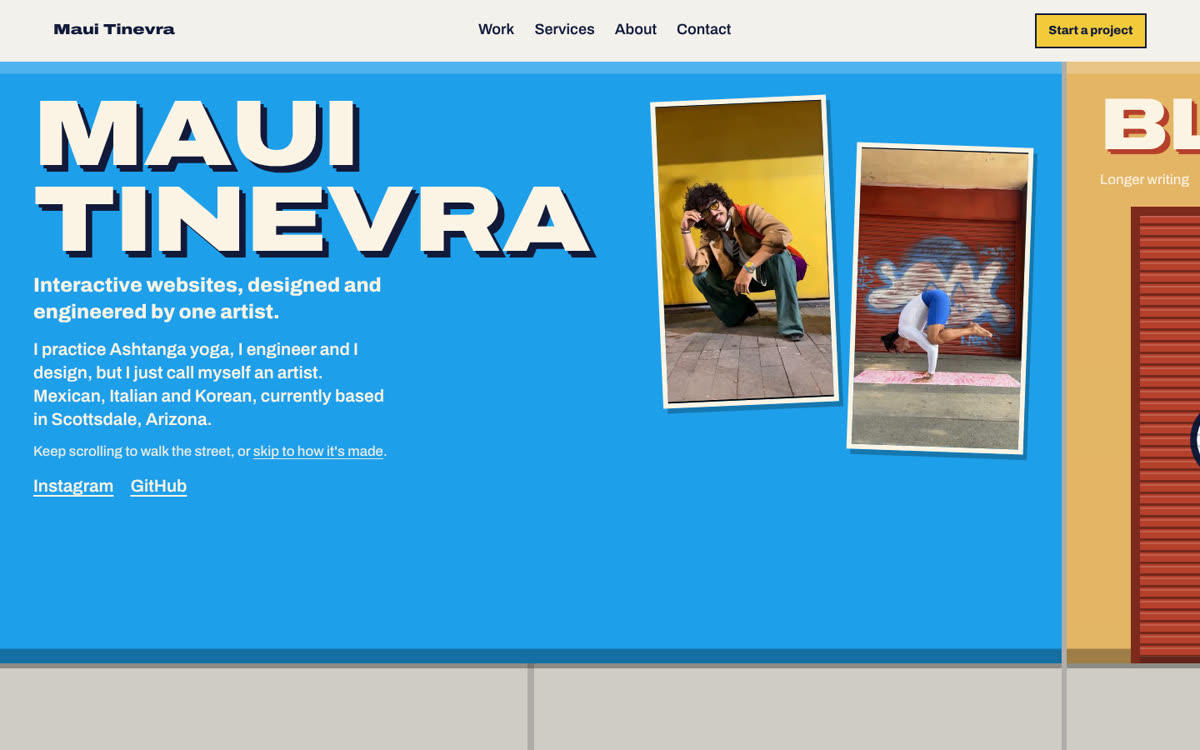 Maui Tinevra
Work Services About Contact
Start a project
MAUI
TINEVRA
Interactive websites, designed and
engineered by one artist.
I practice Ashtanga yoga, I engineer and I
design, but I just call myself an artist.
Mexican, Italian and Korean, currently based
in Scottsdale, Arizona.
Keep scrolling to walk the street, or skip to how it's made.
Instagram GitHub
Longer writing